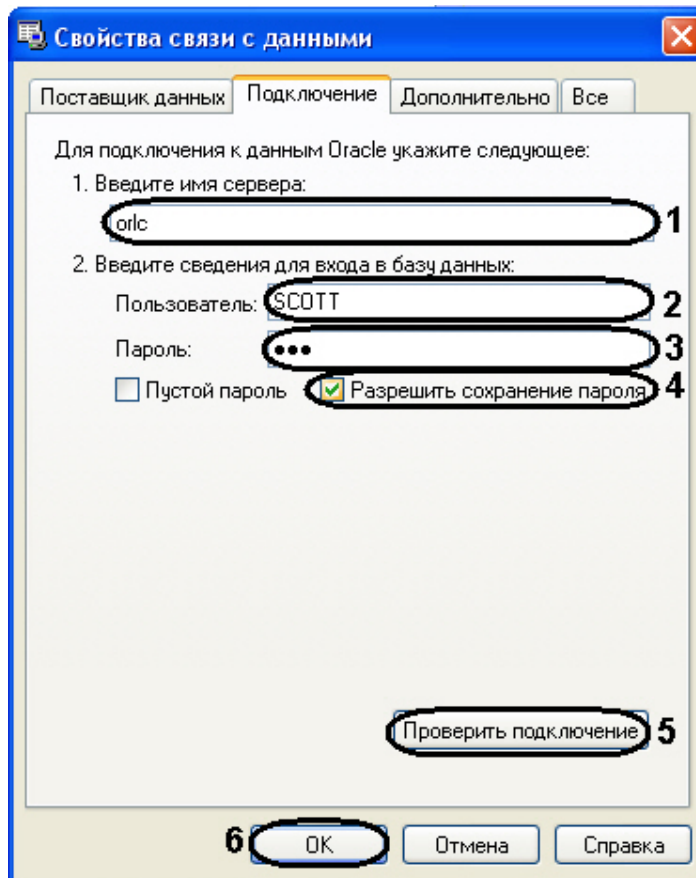 Свойства связи с данными
Поставщик данных Подключение Дополнительно Все
Для подключения к данным Oracle укажите следующее:
1. Введите имя сервера:
orlc 1
2. Введите сведения для входа в базу данных:
Пользователь: SCOTT 2
Пароль: ●●● 3
Пустой пароль Разрешить сохранение пароля 4
Проверить подключение 5
6 ОК Отмена Справка